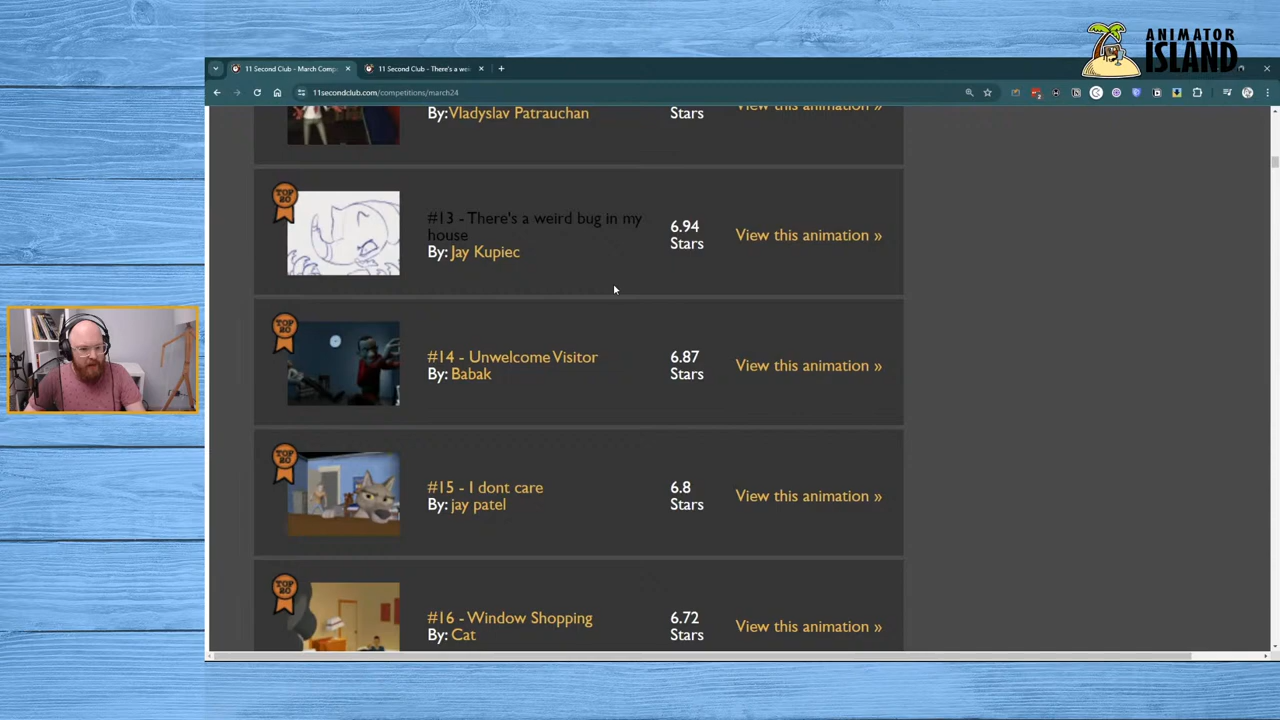 ANIMATOR
ISLAND
11 Second Club - March Comp
11 Second Club - There's a wei
11secondclub.com/competitions/march24
By:Vladyslav Patrauchan
Stars
View this animation »
TOP
20
#13 - There's a weird bug in my
house
By: Jay Kupiec
6.94
Stars
View this animation »
TOP
20
#14 - Unwelcome Visitor
By: Babak
6.87
Stars
View this animation »
TOP
20
#15 - I dont care
By: jay patel
6.8
Stars
View this animation »
TOP
20
#16 - Window Shopping
By: Cat
6.72
Stars
View this animation »